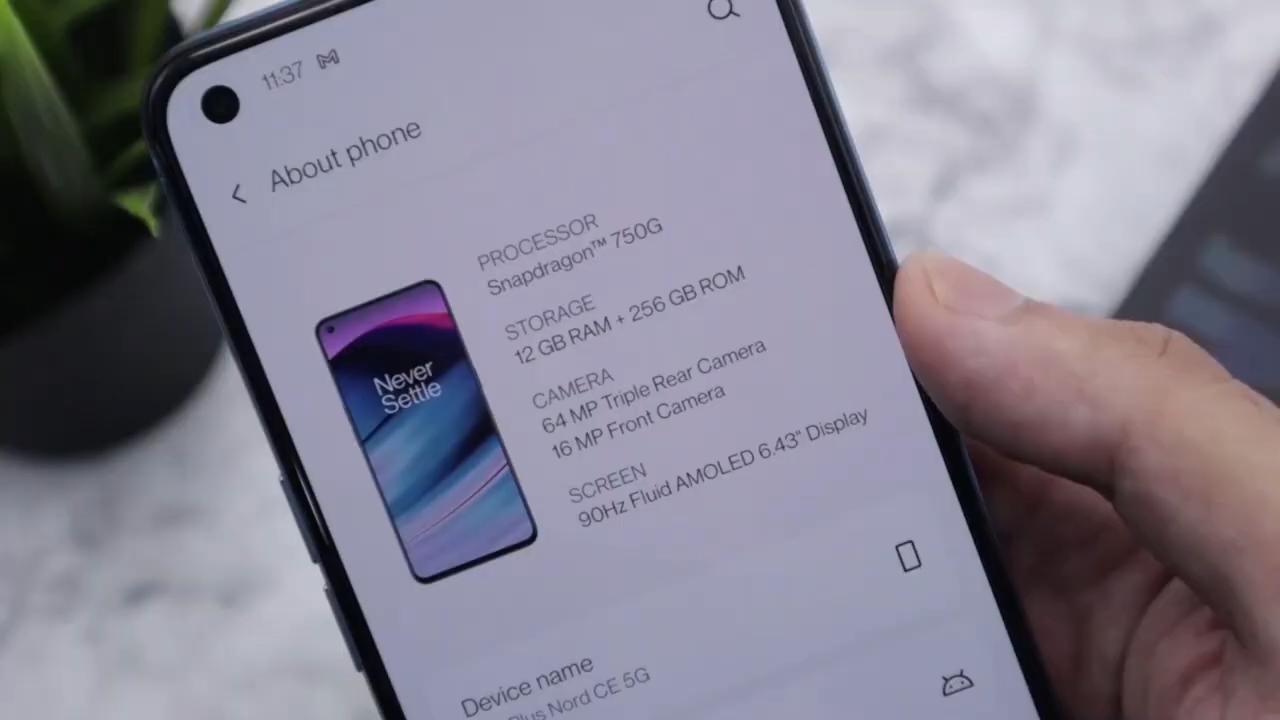 11:37
About phone
PROCESSOR
Snapdragon™ 750G
STORAGE
12 GB RAM + 256 GB ROM
CAMERA
64 MP Triple Rear Camera
16 MP Front Camera
SCREEN
90Hz Fluid AMOLED 6.43" Display
Never
Settle
Device name
Plus Nord CE 5G